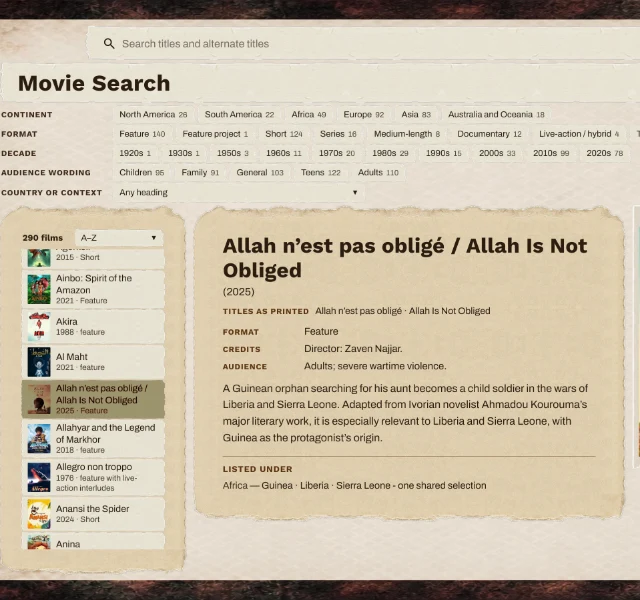 Search titles and alternate titles
Movie Search
CONTINENT North America 26 South America 22 Africa 49 Europe 92 Asia 83 Australia and Oceania 18
FORMAT Feature 140 Feature project 1 Short 124 Series 16 Medium-length 8 Documentary 12 Live-action / hybrid 4
DECADE 1920s 1 1930s 1 1950s 3 1960s 11 1970s 20 1980s 29 1990s 15 2000s 33 2010s 99 2020s 78
AUDIENCE WORDING Children 95 Family 91 General 103 Teens 122 Adults 110
COUNTRY OR CONTEXT Any heading
290 films A–Z
2015 · Short
Ainbo: Spirit of the
Amazon
2021 · Feature
Akira
1988 · feature
Al Maht
2021 · feature
Allah n’est pas obligé /
Allah Is Not Obliged
2025 · Feature
Allahyar and the Legend
of Markhor
2018 · feature
Allegro non troppo
1976 · feature with live-
action interludes
Anansi the Spider
2024 · Short
Anina
Allah n’est pas obligé / Allah Is Not
Obliged
(2025)
TITLES AS PRINTED Allah n’est pas obligé · Allah Is Not Obliged
FORMAT Feature
CREDITS Director: Zaven Najjar.
AUDIENCE Adults; severe wartime violence.
A Guinean orphan searching for his aunt becomes a child soldier in the wars of
Liberia and Sierra Leone. Adapted from Ivorian novelist Ahmadou Kourouma’s
major literary work, it is especially relevant to Liberia and Sierra Leone, with
Guinea as the protagonist’s origin.
LISTED UNDER
Africa — Guinea · Liberia · Sierra Leone - one shared selection